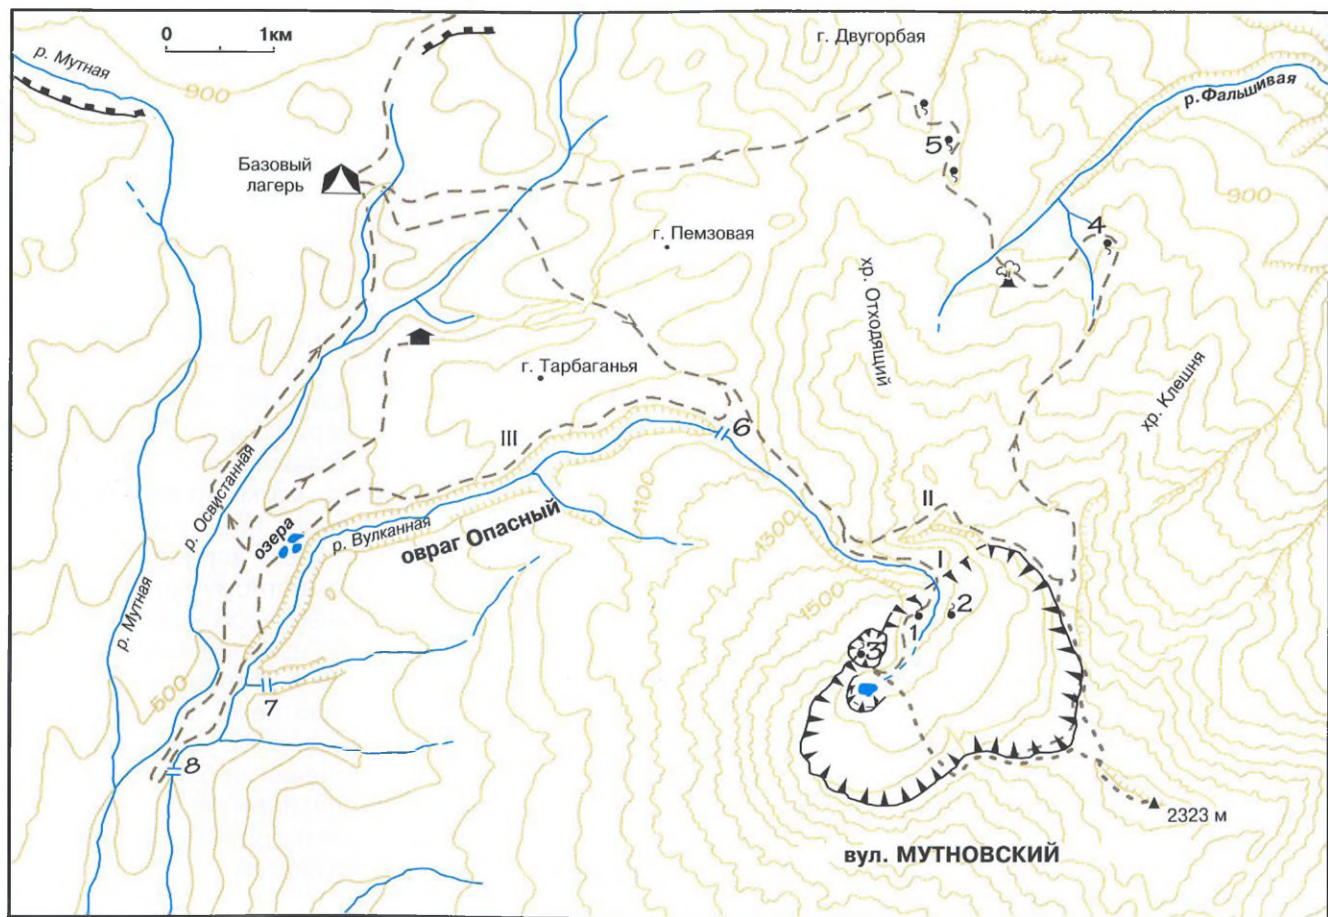 0 1км
р. Мутная
900
г. Двугорбая
р.Фальшивая
Базовый
лагерь
5
900
4
г. Пемзовая
хр. Отходящий
г. Тарбаганья
хр. Клешня
6
III
р. Освистанная
1100
II
озера
р. Вулканная
овраг Опасный
1300
I
1500
2
1
р. Мутная
3
500
7
8
2323 м
вул. МУТНОВСКИЙ